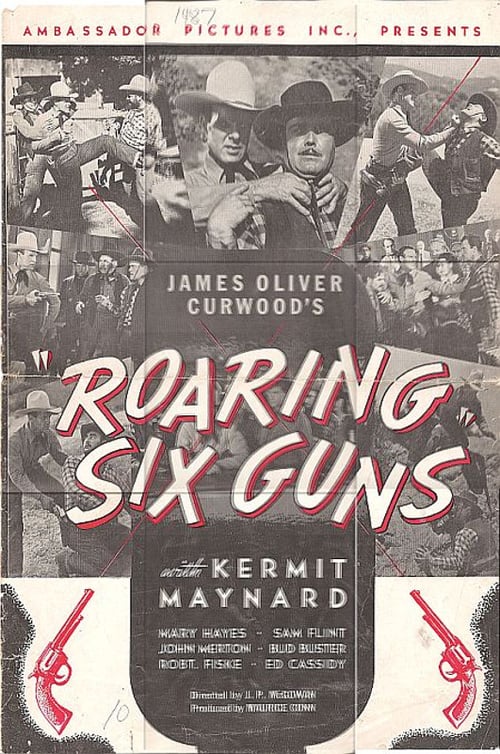 1937
AMBASSADOR PICTURES INC., PRESENTS
JAMES OLIVER
CURWOOD'S
"ROARING
SIX GUNS"
with KERMIT
MAYNARD
MARY HAYES - SAM FLINT
JOHN MERTON - BUD BUSTER
ROBT. FISKE - ED CASSIDY
Directed by J. P. McGOWAN
Produced by MAURICE CONN
10